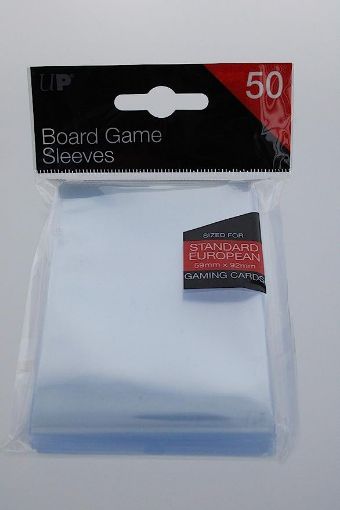 UP®
50
Board Game
Sleeves
SIZED FOR
STANDARD
EUROPEAN
59mm x 92mm
GAMING CARDS